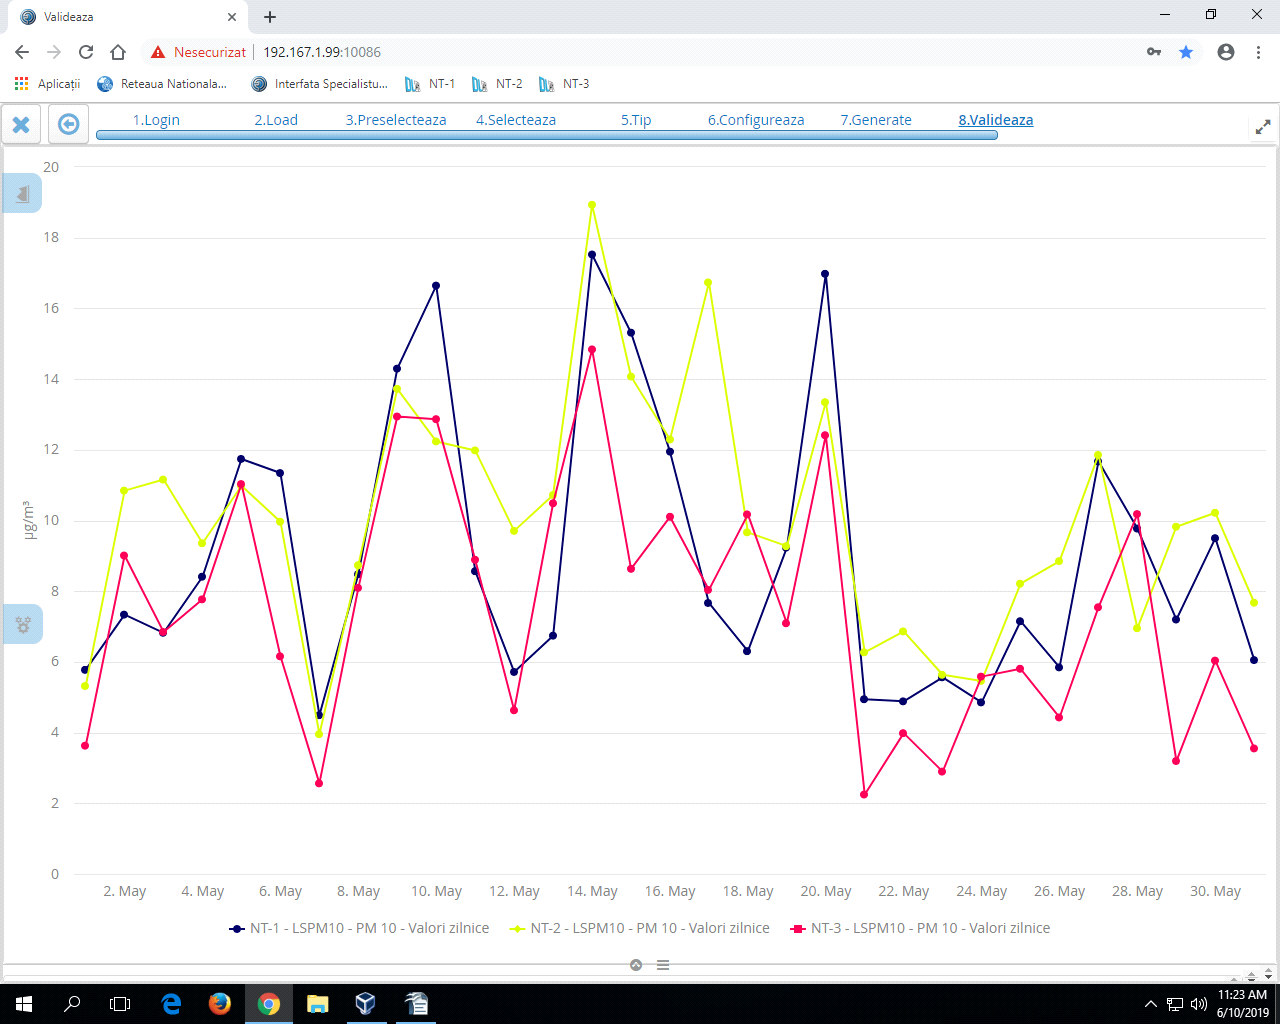 Valideaza
Nesecurizat 192.167.1.99:10086
Aplicații Reteaua Nationala... Interfata Specialistu... NT-1 NT-2 NT-3
1.Login 2.Load 3.Preselecteaza 4.Selecteaza 5.Tip 6.Configureaza 7.Generate 8.Valideaza
20
18
16
14
12
10
8
6
4
2
0
µg/m³
2. May 4. May 6. May 8. May 10. May 12. May 14. May 16. May 18. May 20. May 22. May 24. May 26. May 28. May 30. May
NT-1 - LSPM10 - PM 10 - Valori zilnice NT-2 - LSPM10 - PM 10 - Valori zilnice NT-3 - LSPM10 - PM 10 - Valori zilnice
11:23 AM
6/10/2019